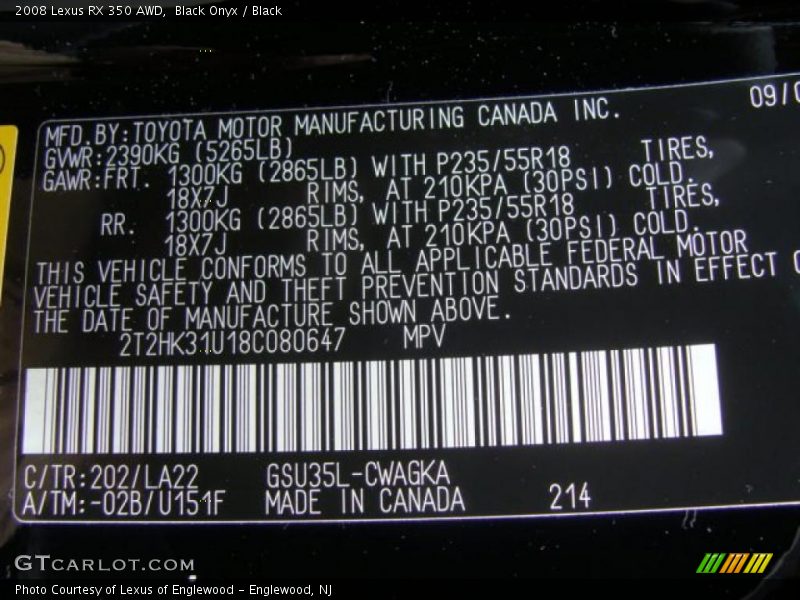 2008 Lexus RX 350 AWD, Black Onyx / Black
09/0
MFD. BY: TOYOTA MOTOR MANUFACTURING CANADA INC.
GVWR: 2390KG (5265LB)
GAWR: FRT. 1300KG (2865LB) WITH P235/55R18 TIRES,
18X7J RIMS, AT 210KPA (30PSI) COLD.
RR. 1300KG (2865LB) WITH P235/55R18 TIRES,
18X7J RIMS, AT 210KPA (30PSI) COLD.
THIS VEHICLE CONFORMS TO ALL APPLICABLE FEDERAL MOTOR
VEHICLE SAFETY AND THEFT PREVENTION STANDARDS IN EFFECT
THE DATE OF MANUFACTURE SHOWN ABOVE.
2T2HK31U18C080647 MPV
C/TR: 202/LA22 GSU35L-CWAGKA
A/TM: -02B/U151F MADE IN CANADA 214
GTCARLOT.COM
Photo Courtesy of Lexus of Englewood - Englewood, NJ